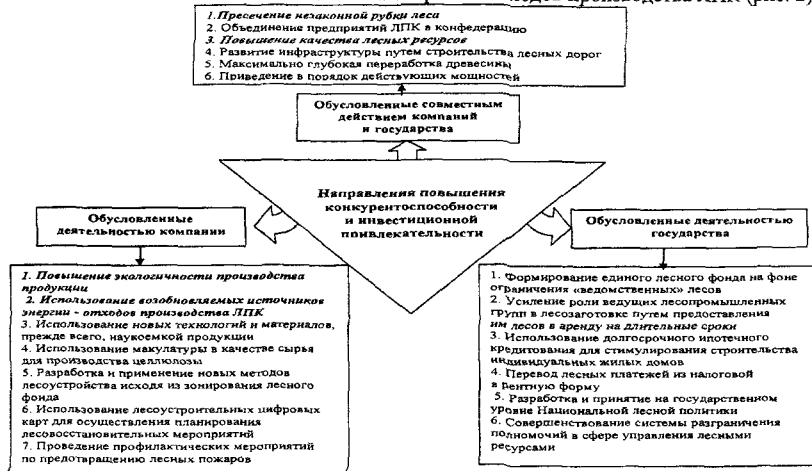 1. Пресечение незаконной рубки леса
2. Объединение предприятий ЛПК в конфедерацию
3. Повышение качества лесных ресурсов
4. Развитие инфраструктуры путем строительства лесных дорог
5. Максимально глубокая переработка древесины
6. Приведение в порядок действующих мощностей
Обусловленные совместным
действием компаний
и государства
Направления повышения
конкурентоспособности
и инвестиционной
привлекательности
Обусловленные
деятельностью компании
Обусловленные деятельностью
государства
1. Повышение экологичности производства
продукции
2. Использование возобновляемых источников
энергии - отходов производства ЛПК
3. Использование новых технологий и материалов,
прежде всего, наукоемкой продукции
4. Использование макулатуры в качестве сырья
для производства целлюлозы
5. Разработка и применение новых методов
лесоустройства исходя из зонирования лесного
фонда
6. Использование лесоустроительных цифровых
карт для осуществления планирования
лесовосстановительных мероприятий
7. Проведение профилактических мероприятий
по предотвращению лесных пожаров
1. Формирование единого лесного фонда на фоне
ограничения «ведомственных» лесов
2. Усиление роли ведущих лесопромышленных
групп в лесозаготовке путем предоставления
им лесов в аренду на длительные сроки
3. Использование долгосрочного ипотечного
кредитования для стимулирования строительства
индивидуальных жилых домов
4. Перевод лесных платежей из налоговой
в рентную форму
5. Разработка и принятие на государственном
уровне Национальной лесной политики
6. Совершенствование системы разграничения
полномочий в сфере управления лесными
ресурсами